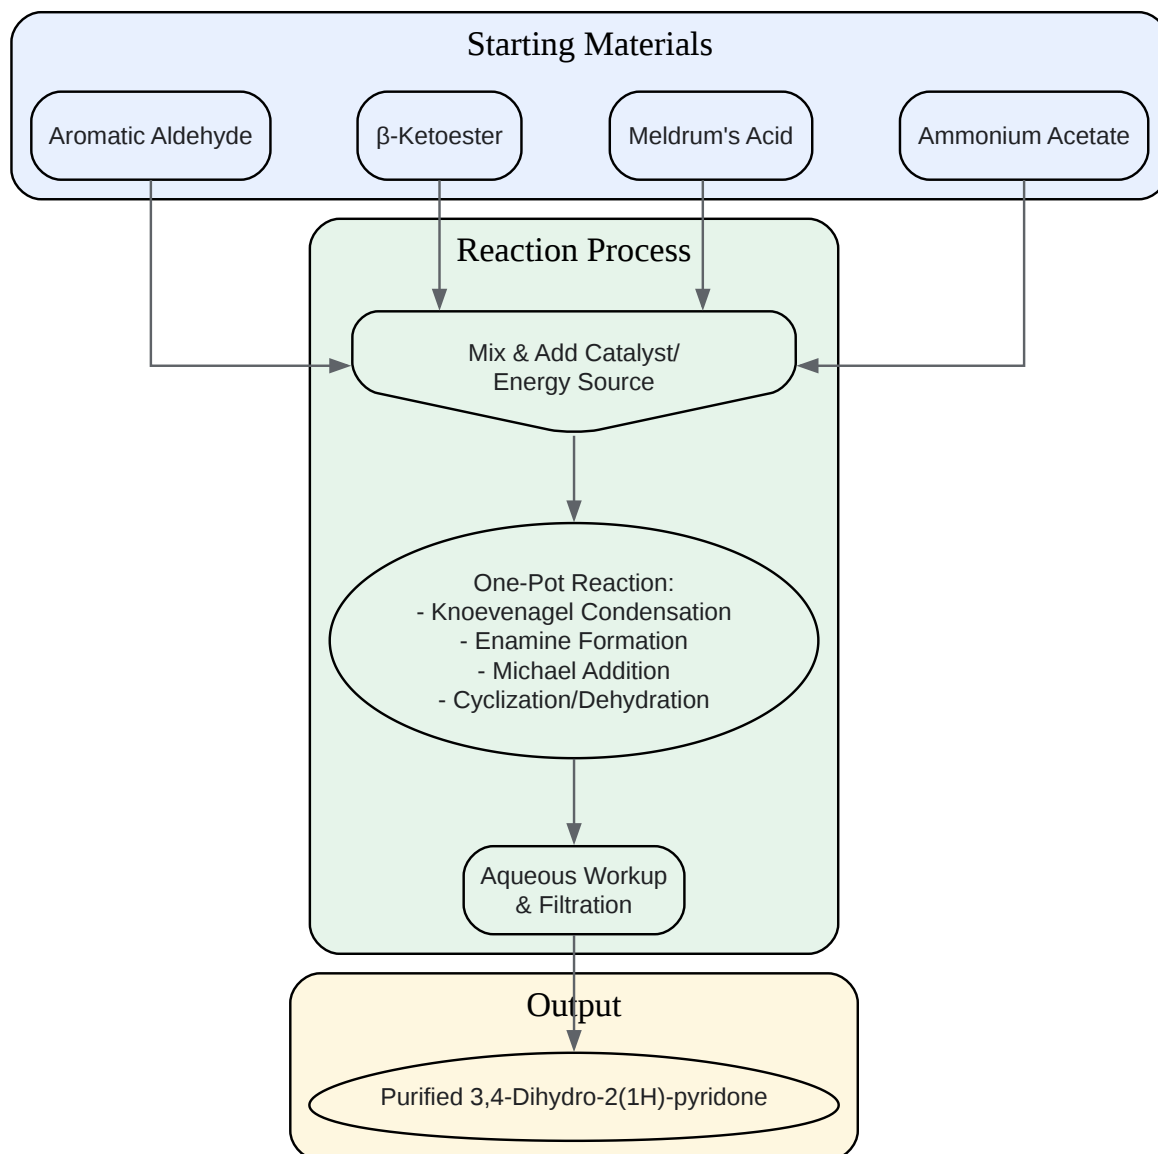 Starting Materials
Aromatic Aldehyde
β-Ketoester
Meldrum's Acid
Ammonium Acetate
Reaction Process
Mix & Add Catalyst/
Energy Source
One-Pot Reaction:
- Knoevenagel Condensation
- Enamine Formation
- Michael Addition
- Cyclization/Dehydration
Aqueous Workup
& Filtration
Output
Purified 3,4-Dihydro-2(1H)-pyridone